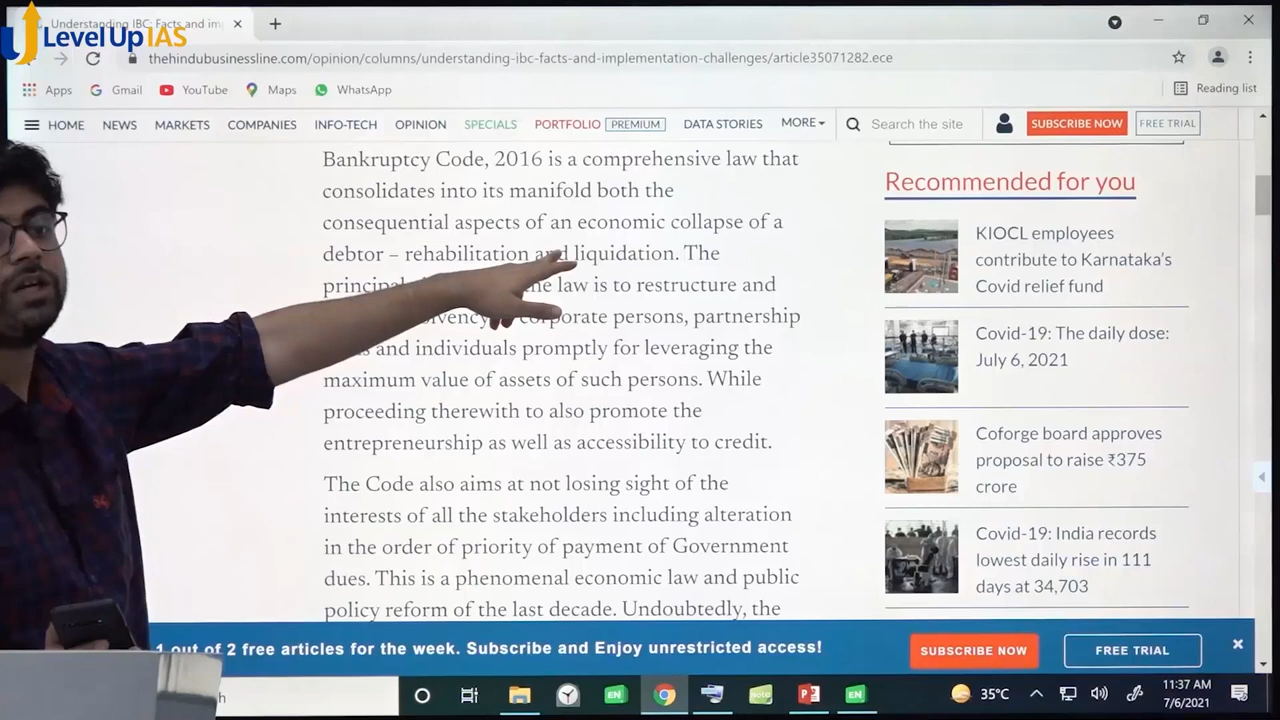 Understanding IBC: Facts and im
LevelUp IAS
thehindubusinessline.com/opinion/columns/understanding-ibc-facts-and-implementation-challenges/article35071282.ece
Apps Gmail YouTube Maps WhatsApp Reading list
HOME NEWS MARKETS COMPANIES INFO-TECH OPINION SPECIALS PORTFOLIO PREMIUM DATA STORIES MORE Search the site SUBSCRIBE NOW FREE TRIAL
Bankruptcy Code, 2016 is a comprehensive law that
consolidates into its manifold both the
consequential aspects of an economic collapse of a
debtor – rehabilitation and liquidation. The
principal the law is to restructure and
corporate persons, partnership
and individuals promptly for leveraging the
maximum value of assets of such persons. While
proceeding therewith to also promote the
entrepreneurship as well as accessibility to credit.
The Code also aims at not losing sight of the
interests of all the stakeholders including alteration
in the order of priority of payment of Government
dues. This is a phenomenal economic law and public
policy reform of the last decade. Undoubtedly, the
Recommended for you
KIOCL employees
contribute to Karnataka's
Covid relief fund
Covid-19: The daily dose:
July 6, 2021
Coforge board approves
proposal to raise ₹375
crore
Covid-19: India records
lowest daily rise in 111
days at 34,703
1 out of 2 free articles for the week. Subscribe and Enjoy unrestricted access! SUBSCRIBE NOW FREE TRIAL
EN EN 35°C
11:37 AM
7/6/2021